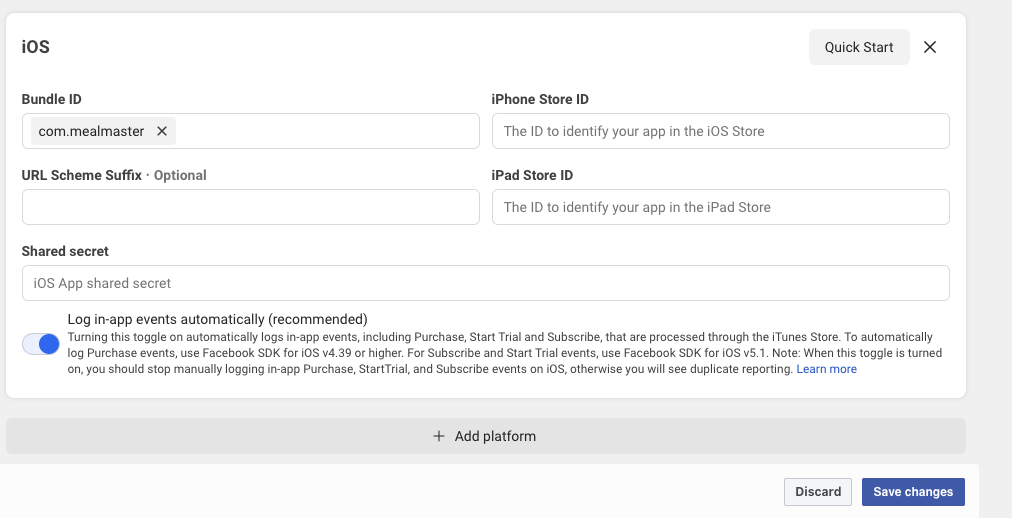 iOS
Quick Start
Bundle ID
iPhone Store ID
com.mealmaster
The ID to identify your app in the iOS Store
URL Scheme Suffix · Optional
iPad Store ID
The ID to identify your app in the iPad Store
Shared secret
iOS App shared secret
Log in-app events automatically (recommended)
Turning this toggle on automatically logs in-app events, including Purchase, Start Trial and Subscribe, that are processed through the iTunes Store. To automatically
log Purchase events, use Facebook SDK for iOS v4.39 or higher. For Subscribe and Start Trial events, use Facebook SDK for iOS v5.1. Note: When this toggle is turned
on, you should stop manually logging in-app Purchase, StartTrial, and Subscribe events on iOS, otherwise you will see duplicate reporting. Learn more
Add platform
Discard
Save changes